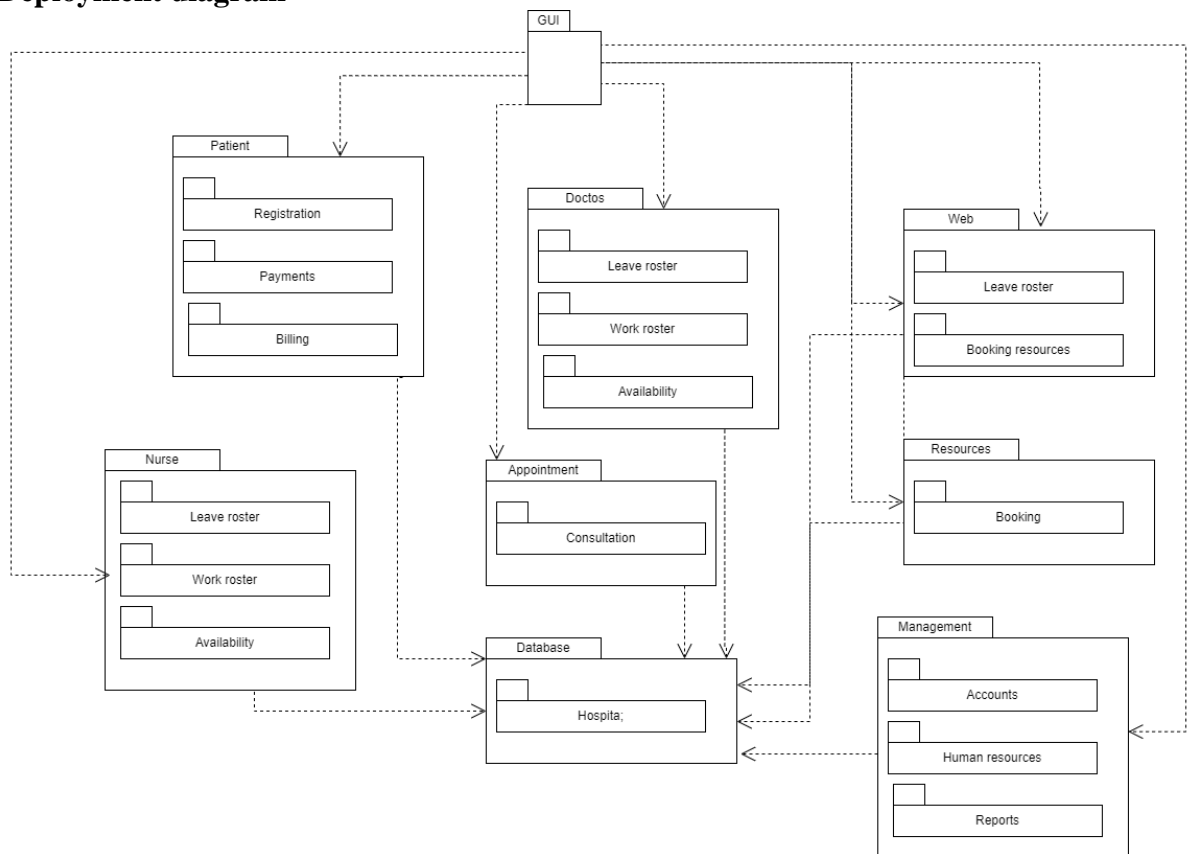 Deployment diagram
GUI
Patient
Registration
Payments
Billing
Doctos
Leave roster
Work roster
Availability
Web
Leave roster
Booking resources
Nurse
Leave roster
Work roster
Availability
Appointment
Consultation
Resources
Booking
Database
Hospita;
Management
Accounts
Human resources
Reports